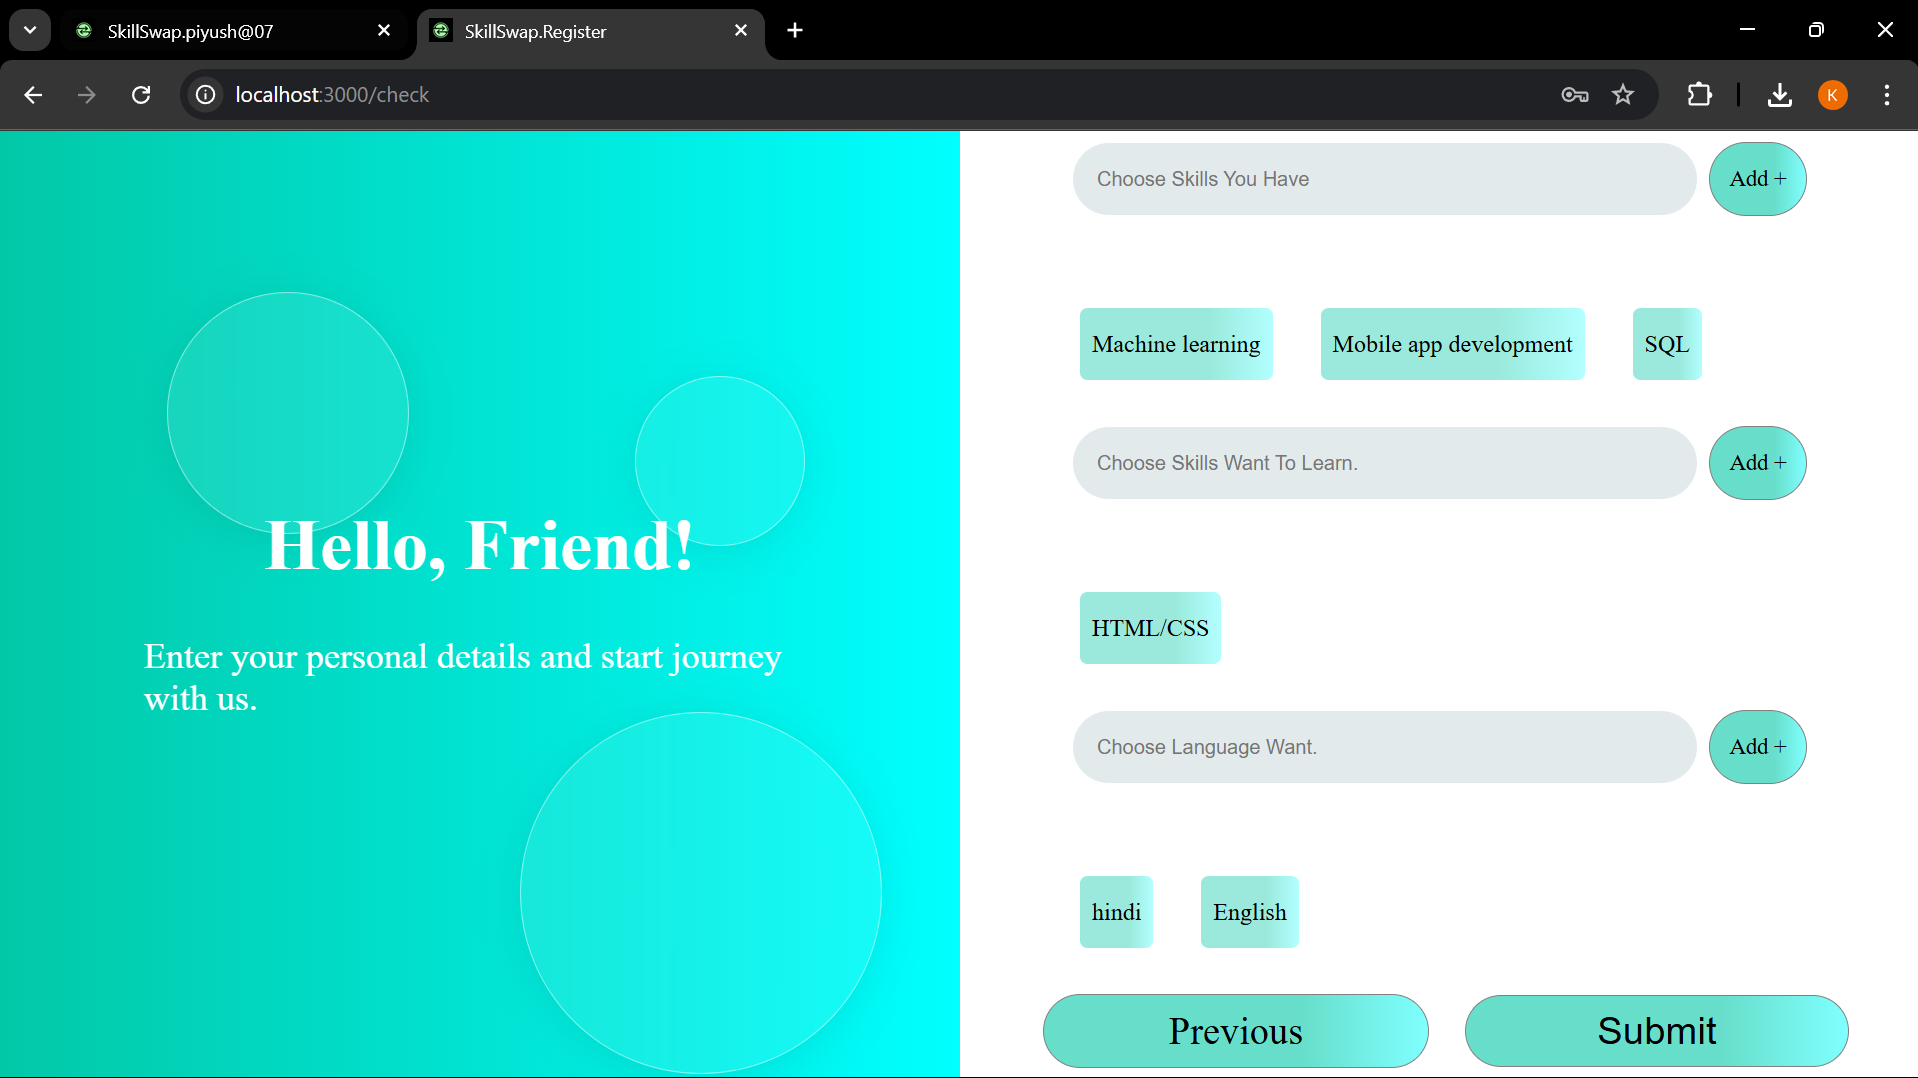 SkillSwap.piyush@07
SkillSwap.Register
localhost:3000/check
K
Choose Skills You Have
Add +
Machine learning
Mobile app development
SQL
Choose Skills Want To Learn.
Add +
Hello, Friend!
HTML/CSS
Enter your personal details and start journey
with us.
Choose Language Want.
Add +
hindi
English
Previous
Submit